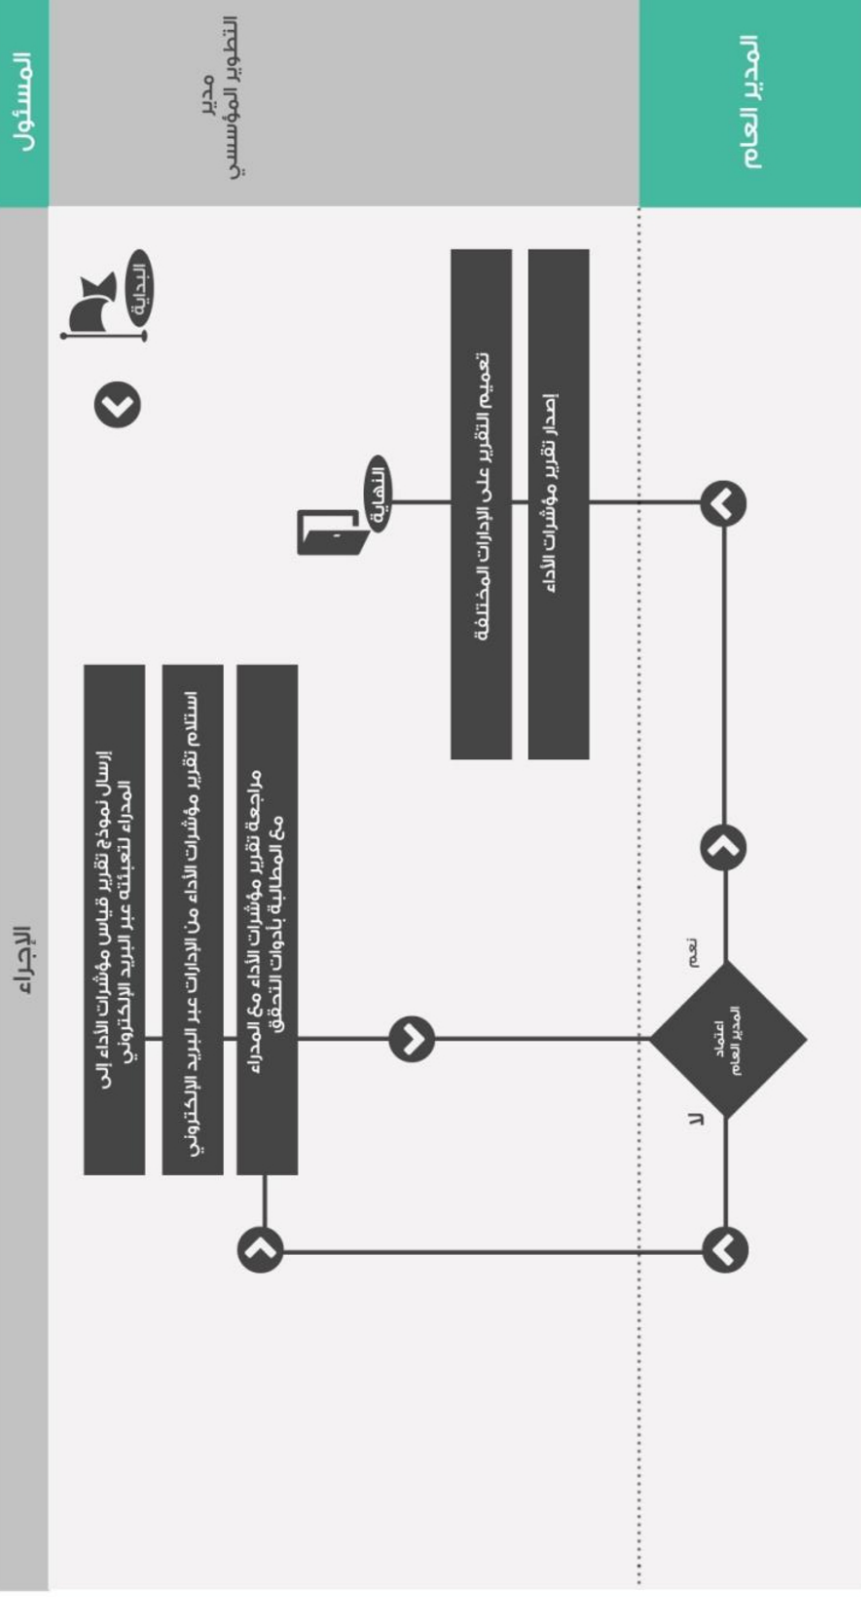 المسئول
الإجراء
مدير
التطوير المؤسسي
البداية
إرسال نموذج تقرير قياس مؤشرات الأداء إلى
المدراء لتعبئته عبر البريد الإلكتروني
استلام تقرير مؤشرات الأداء من الإدارات عبر البريد الإلكتروني
مراجعة تقرير مؤشرات الأداء مع المدراء
مع المطالبة بأدوات التحقق
المدير العام
اعتماد
المدير العام
نعم
لا
إصدار تقرير مؤشرات الأداء
تعميم التقرير على الإدارات المختلفة
النهاية